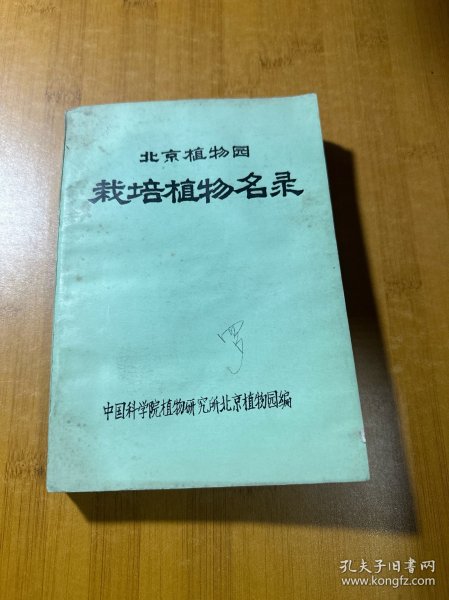 北京植物园
栽培植物名录
罗
中国科学院植物研究所北京植物园编
孔夫子旧书网
www.kongfz.com